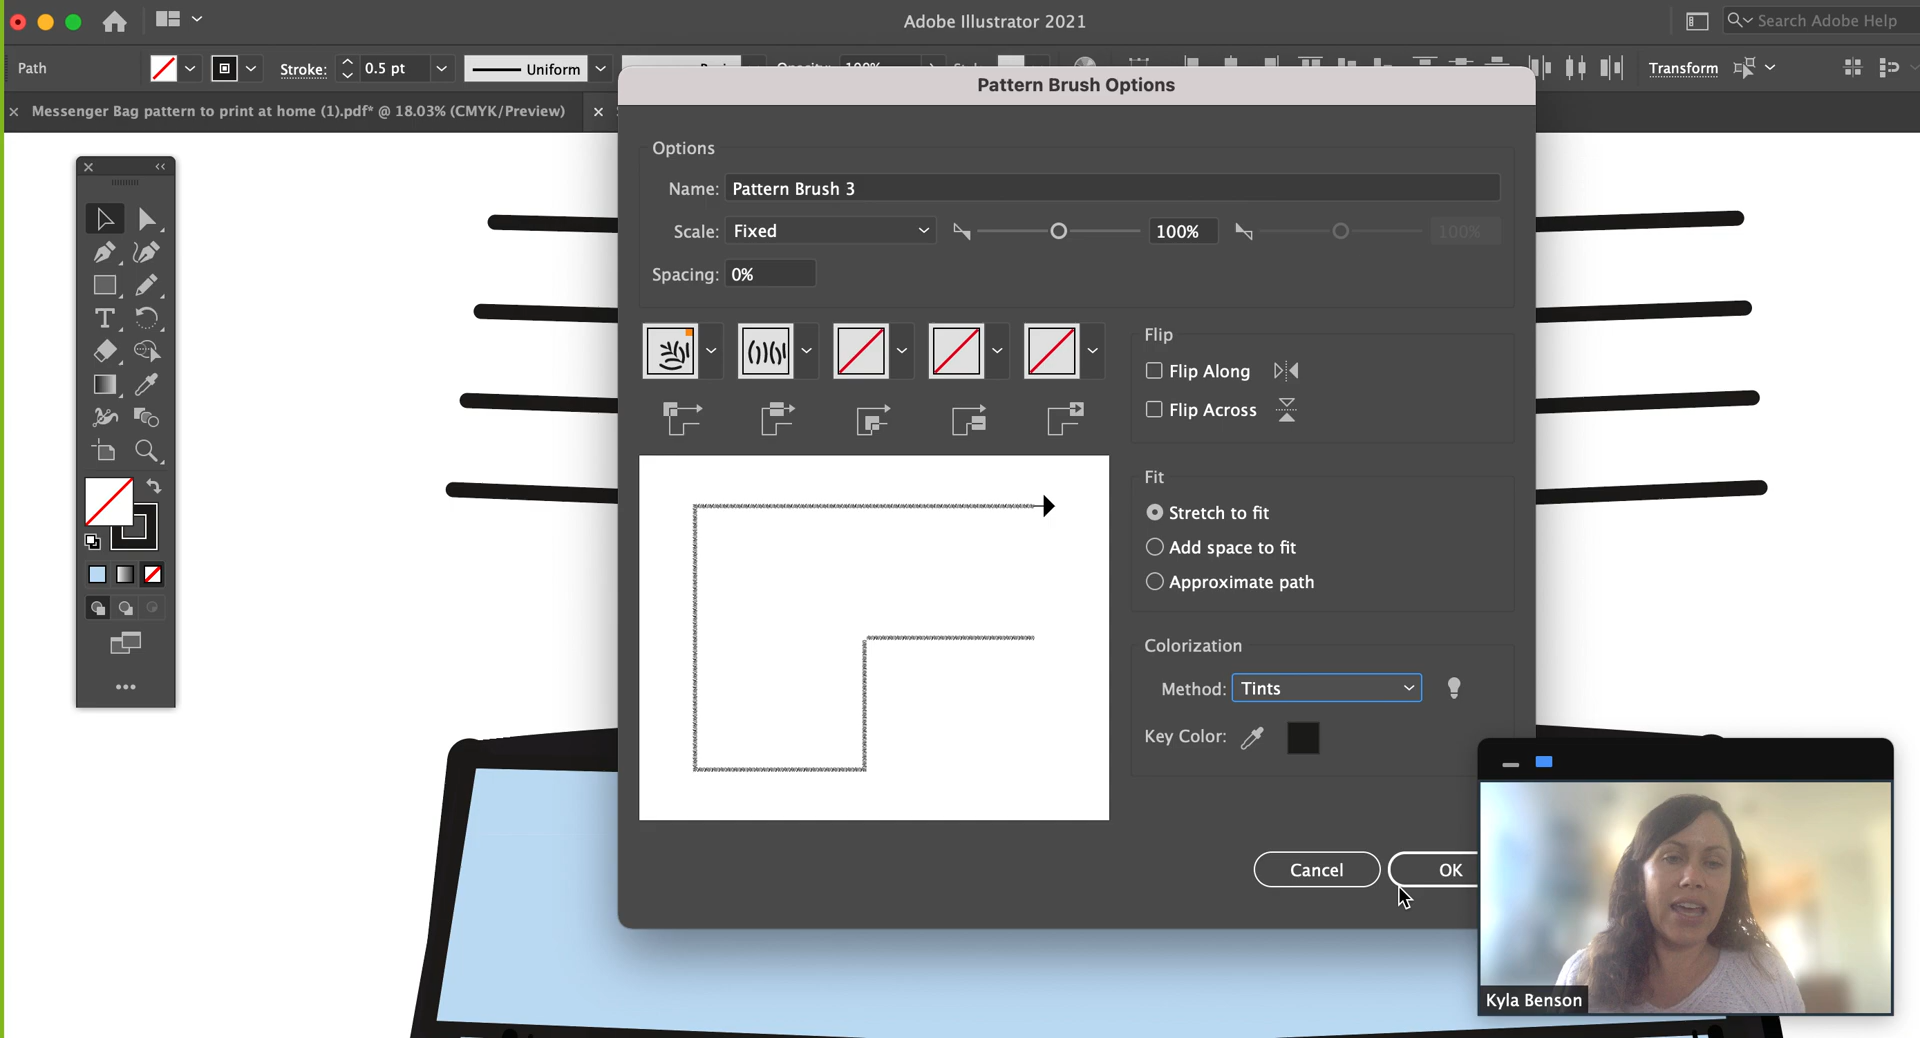 Adobe Illustrator 2021
Search Adobe Help
Path
Stroke:
0.5 pt
Uniform
Transform
Messenger Bag pattern to print at home (1).pdf* @ 18.03% (CMYK/Preview)
Pattern Brush Options
Options
Name: Pattern Brush 3
Scale: Fixed
100%
100%
Spacing: 0%
Flip
Flip Along
Flip Across
Fit
Stretch to fit
Add space to fit
Approximate path
Colorization
Method: Tints
Key Color:
Cancel
OK
Kyla Benson